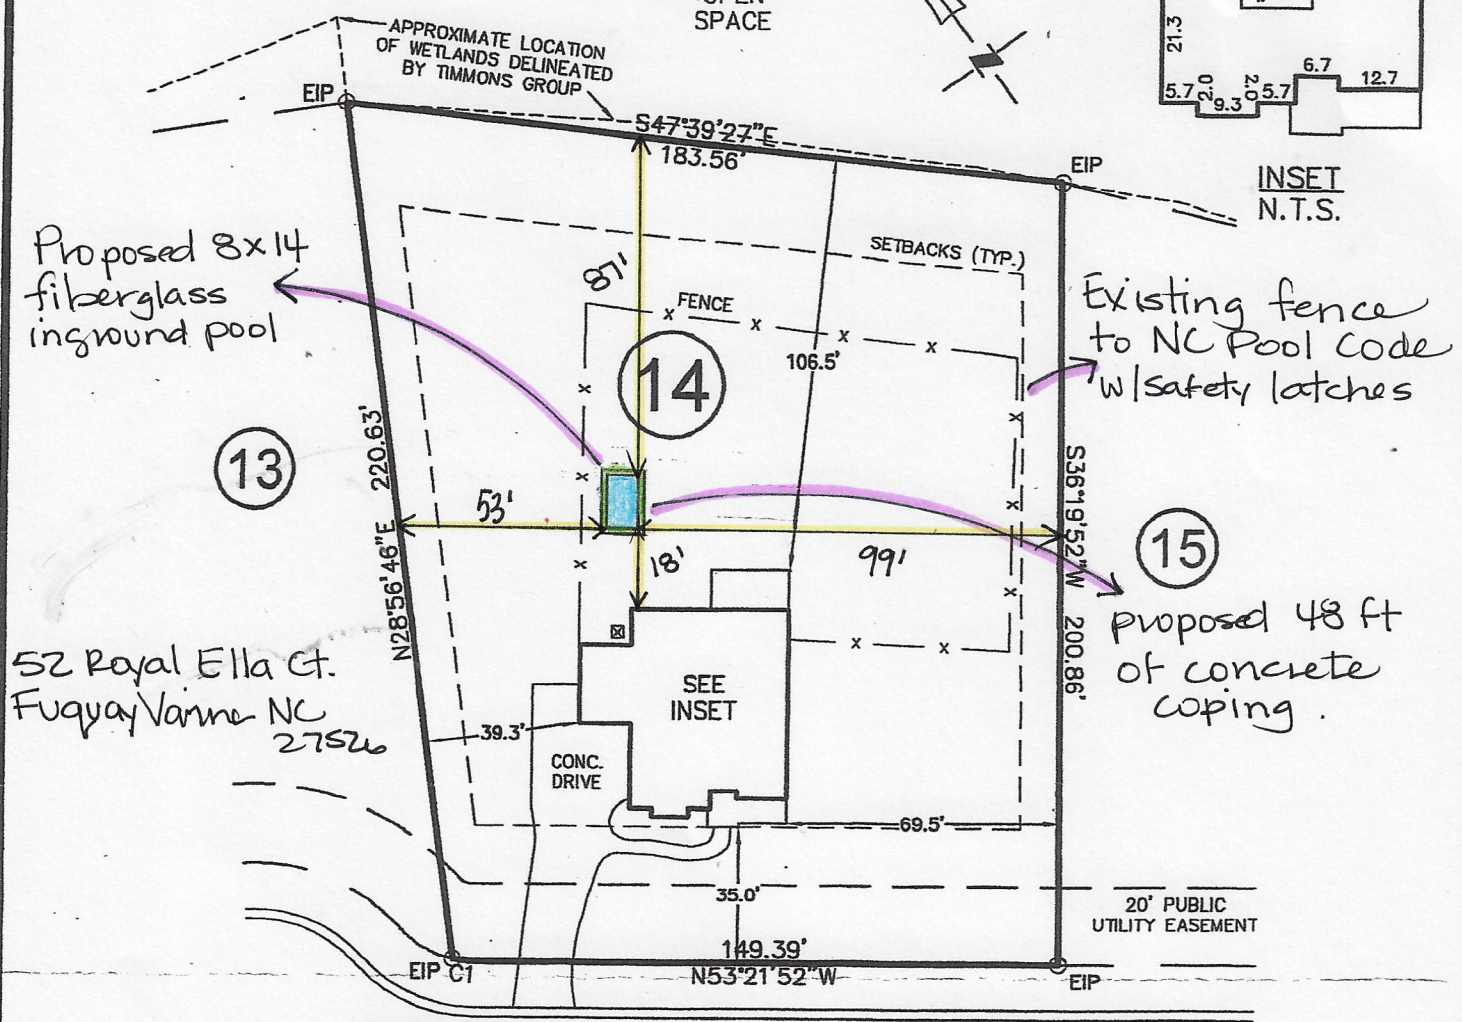 OPEN
SPACE
21.3
5.7
2.0
9.3
2.0
5.7
6.7
12.7
INSET
N.T.S.
APPROXIMATE LOCATION
OF WETLANDS DELINEATED
BY TIMMONS GROUP
EIP
S47°39'27"E
183.56'
EIP
SETBACKS (TYP.)
Proposed 8x14
fiberglass
inground pool
87'
FENCE
14
106.5'
Existing fence
to NC Pool Code
w/safety latches
13
220.63'
N28°56'46"E
53'
18'
99'
S36°19'52"W
200.86'
15
proposed 48 ft
of concrete
coping.
52 Royal Ella Ct.
Fuquay Varina NC
27526
SEE
INSET
39.3'
CONC.
DRIVE
69.5'
35.0'
20' PUBLIC
UTILITY EASEMENT
149.39'
N53°21'52"W
EIP C1
EIP